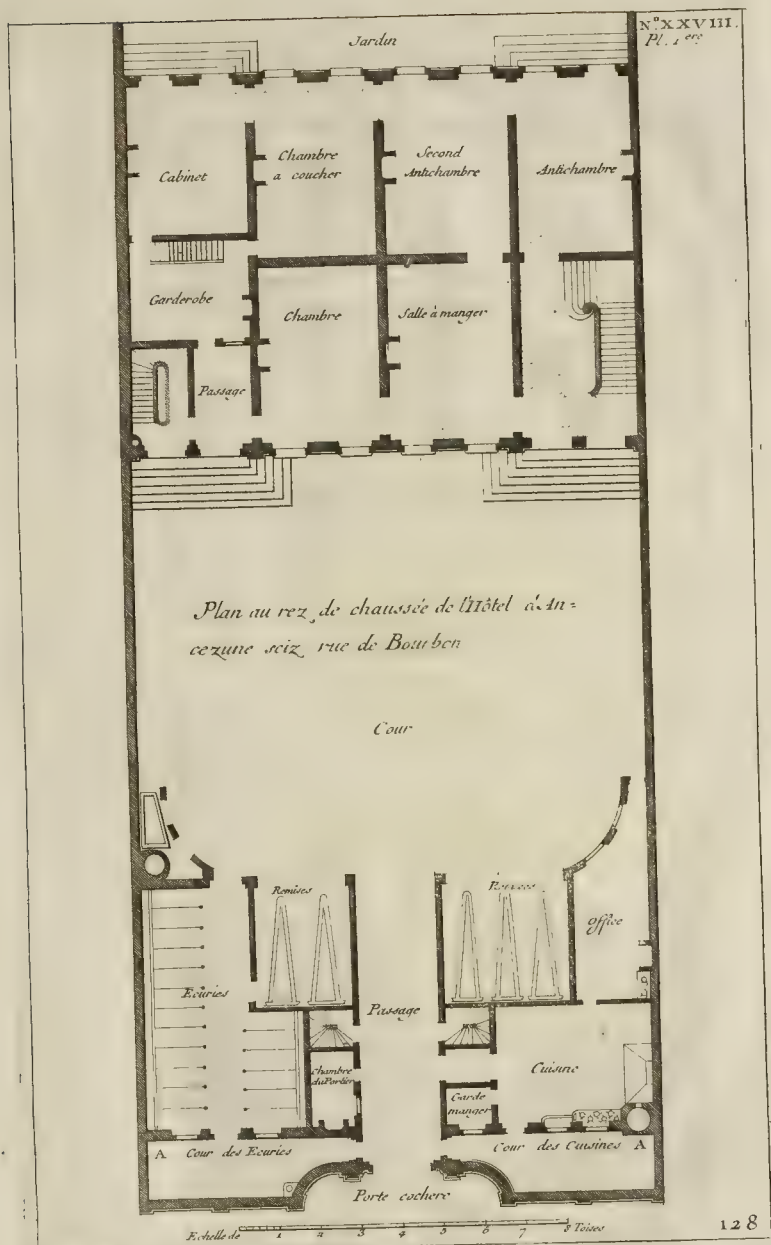 N.º XXVIII.
Pl. 1ere
Jardin
Cabinet
Chambre
a coucher
Second
Antichambre
Antichambre
Garderobe
Chambre
Salle à manger
Passage
Plan au rez de chaussée de l'Hôtel d'An=
cezune seiz rue de Bourbon
Cour
Remises
Remises
Office
Ecuries
Passage
Chambre
du Portier
Cuisine
Garde
manger
A Cour des Ecuries
Cour des Cuisines A
Porte cochere
Echelle de 1 2 3 4 5 6 7 8 Toises
128